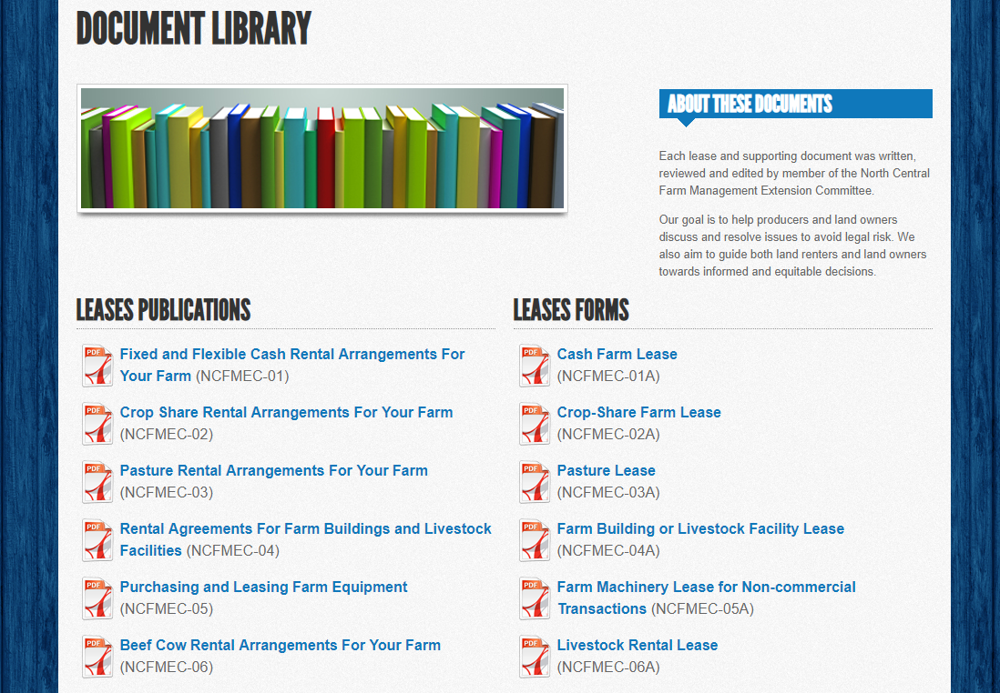 DOCUMENT LIBRARY
ABOUT THESE DOCUMENTS
Each lease and supporting document was written,
reviewed and edited by member of the North Central
Farm Management Extension Committee.
Our goal is to help producers and land owners
discuss and resolve issues to avoid legal risk. We
also aim to guide both land renters and land owners
towards informed and equitable decisions.
LEASES PUBLICATIONS
PDF
Fixed and Flexible Cash Rental Arrangements For
Your Farm (NCFMEC-01)
PDF
Crop Share Rental Arrangements For Your Farm
(NCFMEC-02)
PDF
Pasture Rental Arrangements For Your Farm
(NCFMEC-03)
PDF
Rental Agreements For Farm Buildings and Livestock
Facilities (NCFMEC-04)
PDF
Purchasing and Leasing Farm Equipment
(NCFMEC-05)
PDF
Beef Cow Rental Arrangements For Your Farm
(NCFMEC-06)
LEASES FORMS
PDF
Cash Farm Lease
(NCFMEC-01A)
PDF
Crop-Share Farm Lease
(NCFMEC-02A)
PDF
Pasture Lease
(NCFMEC-03A)
PDF
Farm Building or Livestock Facility Lease
(NCFMEC-04A)
PDF
Farm Machinery Lease for Non-commercial
Transactions (NCFMEC-05A)
PDF
Livestock Rental Lease
(NCFMEC-06A)